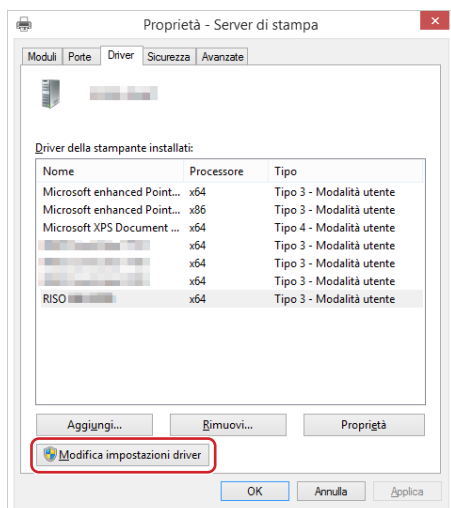 Proprietà - Server di stampa
Moduli Porte Driver Sicurezza Avanzate
Driver della stampante installati:
Nome Processore Tipo
Microsoft enhanced Point... x64 Tipo 3 - Modalità utente
Microsoft enhanced Point... x86 Tipo 3 - Modalità utente
Microsoft XPS Document ... x64 Tipo 4 - Modalità utente
x64 Tipo 3 - Modalità utente
x64 Tipo 3 - Modalità utente
x64 Tipo 3 - Modalità utente
RISO x64 Tipo 3 - Modalità utente
Aggiungi... Rimuovi... Proprietà
Modifica impostazioni driver
OK Annulla Applica